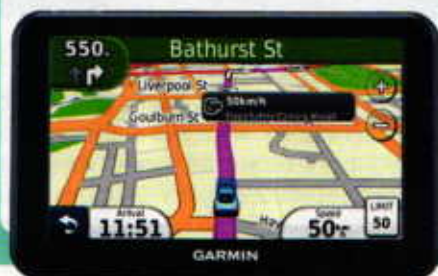 550.
Bathurst St
Liverpool St
50km/h
Goulburn St
Arrival
11:51
Speed
50
LIMIT
50
GARMIN